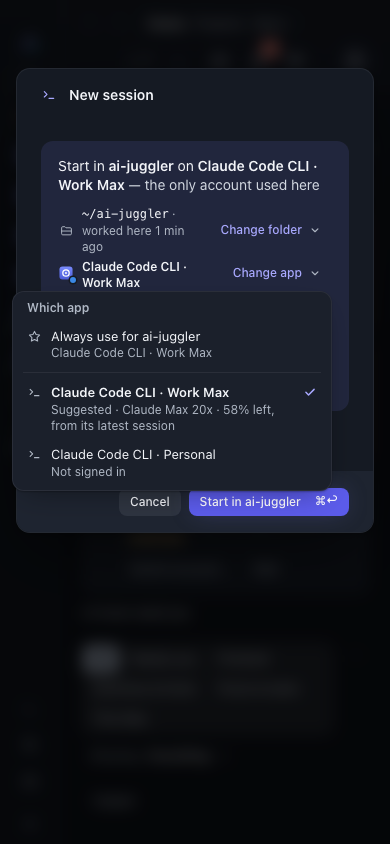 New session
Start in ai-juggler on Claude Code CLI ·
Work Max — the only account used here
~/ai-juggler ·
worked here 1 min
ago
Change folder
Claude Code CLI ·
Work Max
Change app
Which app
Always use for ai-juggler
Claude Code CLI · Work Max
Claude Code CLI · Work Max
Suggested · Claude Max 20x · 58% left,
from its latest session
Claude Code CLI · Personal
Not signed in
Cancel
Start in ai-juggler ⌘↩